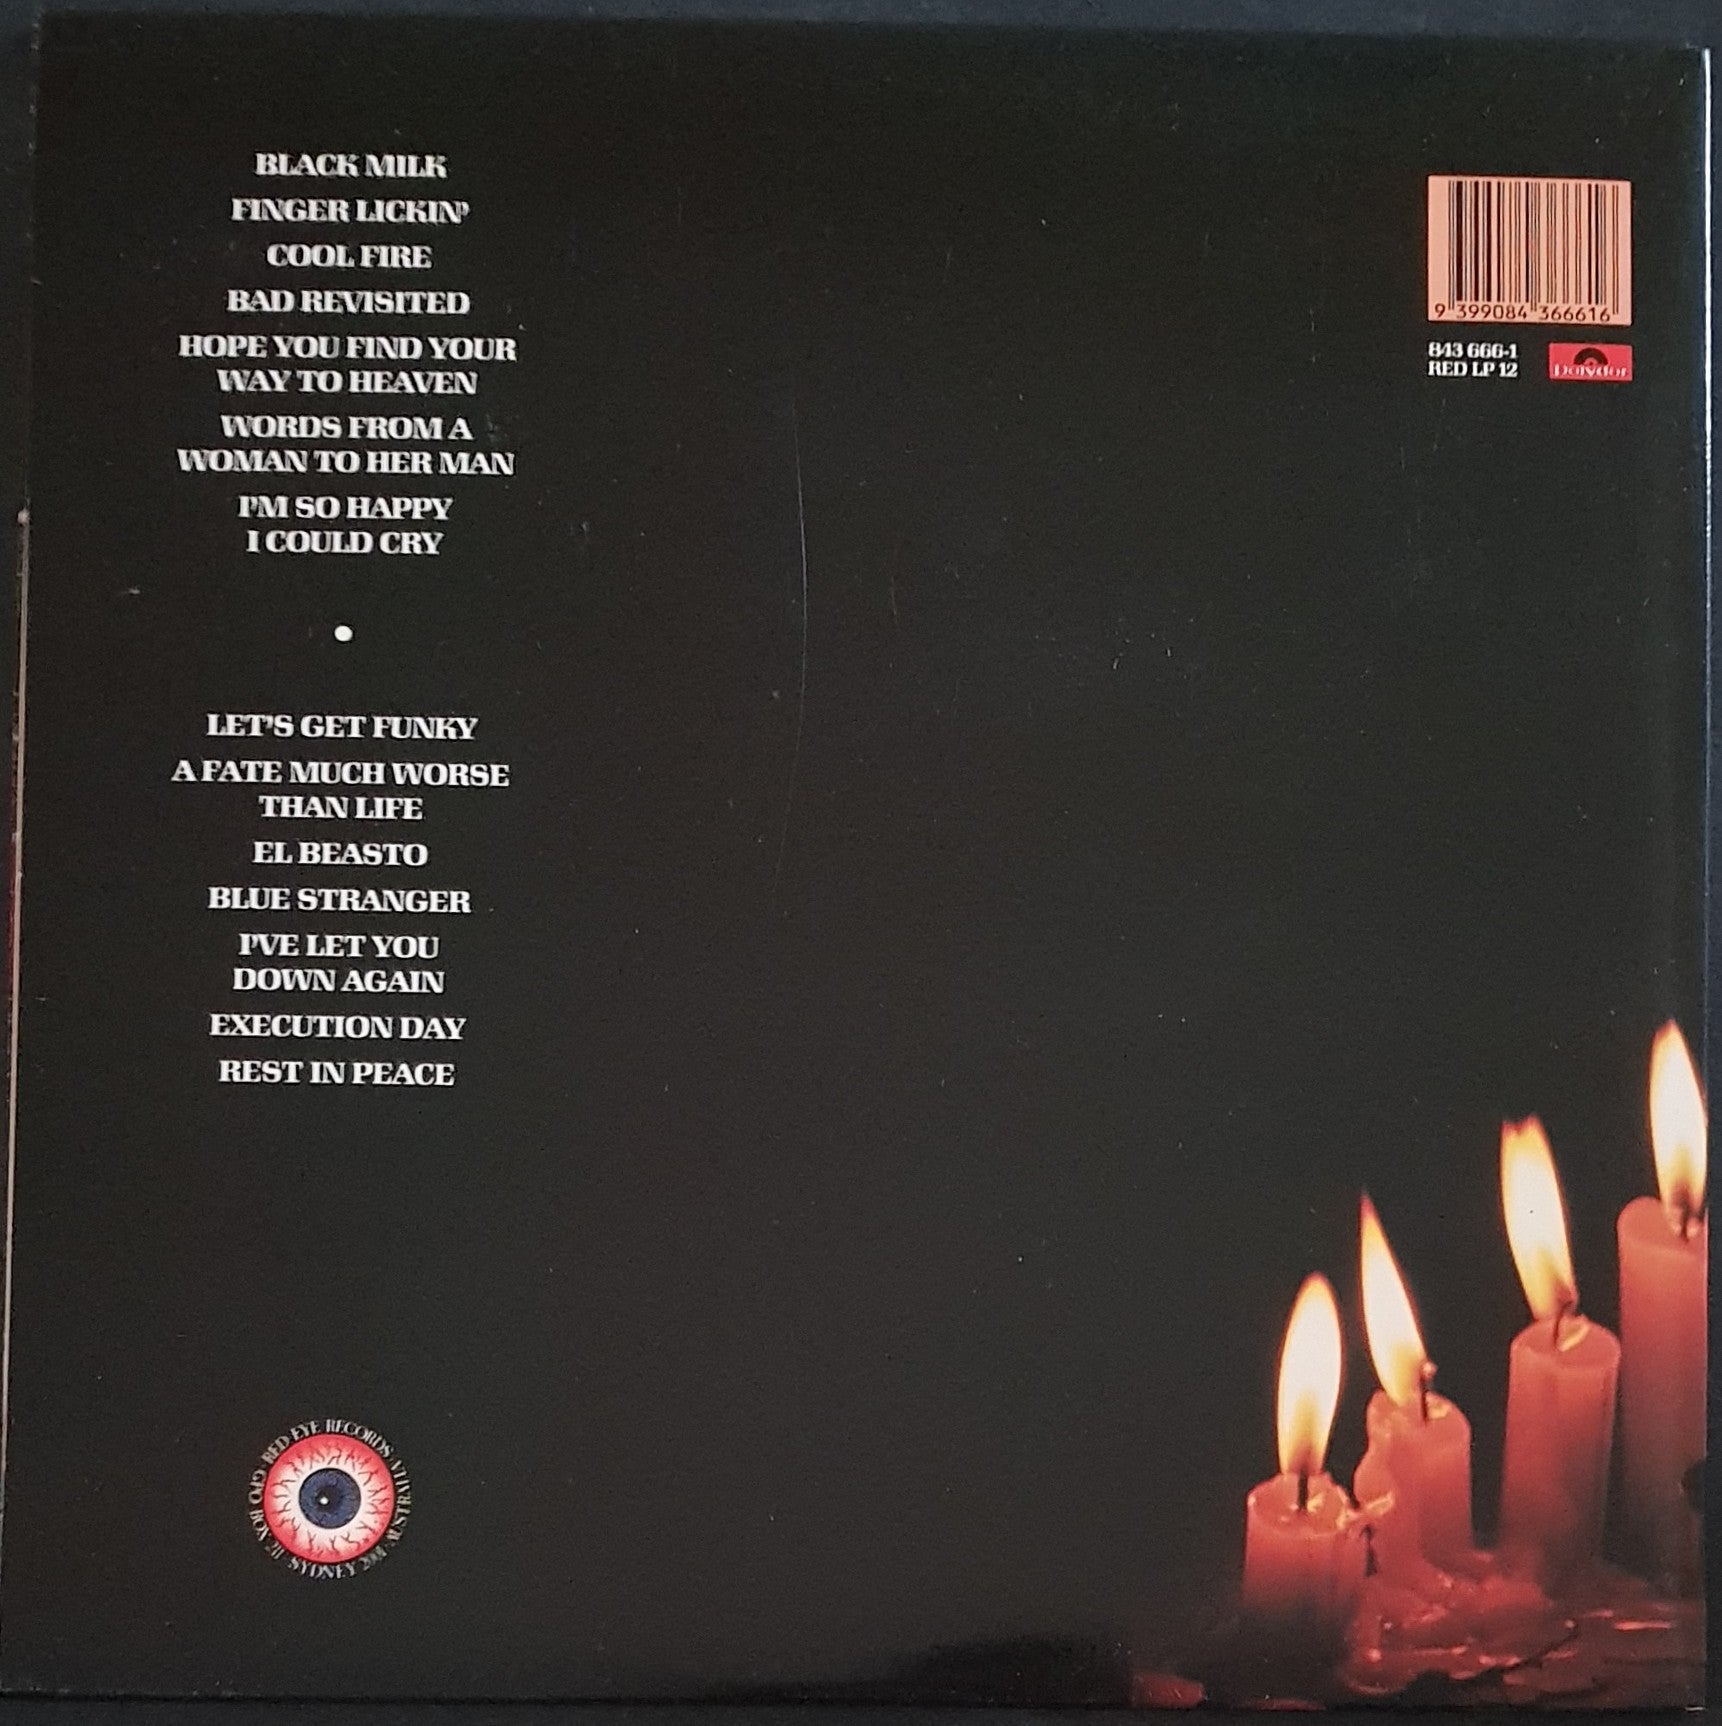 BLACK MILK
FINGER LICKIN'
COOL FIRE
BAD REVISITED
HOPE YOU FIND YOUR
WAY TO HEAVEN
WORDS FROM A
WOMAN TO HER MAN
I'M SO HAPPY
I COULD CRY
LET'S GET FUNKY
A FATE MUCH WORSE
THAN LIFE
EL BEASTO
BLUE STRANGER
I'VE LET YOU
DOWN AGAIN
EXECUTION DAY
REST IN PEACE
9 399084 366616
843 666-1
RED LP 12
polydor
RED EYE RECORDS
AUSTRALIA
SYDNEY 2001
GPO BOX